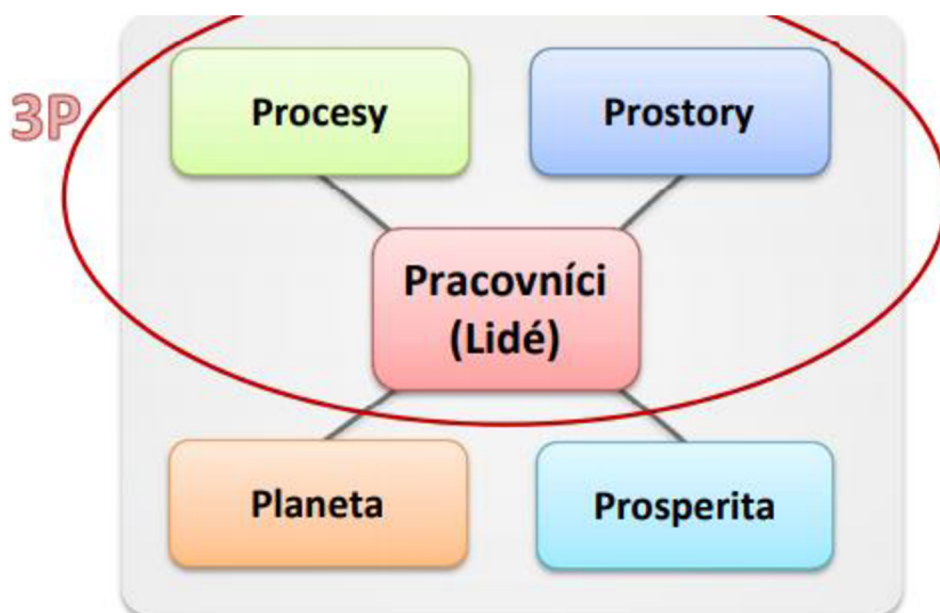 3P
Procesy
Prostory
Pracovníci
(Lidé)
Planeta
Prosperita